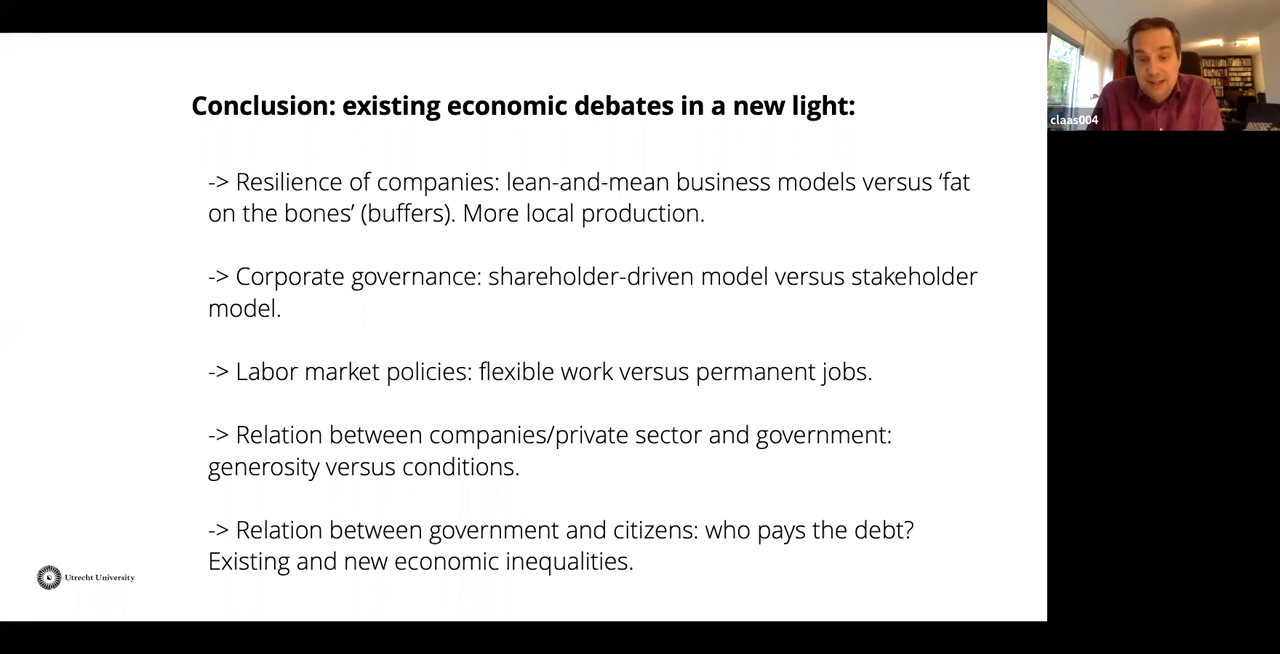 Conclusion: existing economic debates in a new light:
-> Resilience of companies: lean-and-mean business models versus ‘fat
on the bones’ (buffers). More local production.
-> Corporate governance: shareholder-driven model versus stakeholder
model.
-> Labor market policies: flexible work versus permanent jobs.
-> Relation between companies/private sector and government:
generosity versus conditions.
-> Relation between government and citizens: who pays the debt?
Existing and new economic inequalities.
Utrecht University
claas004